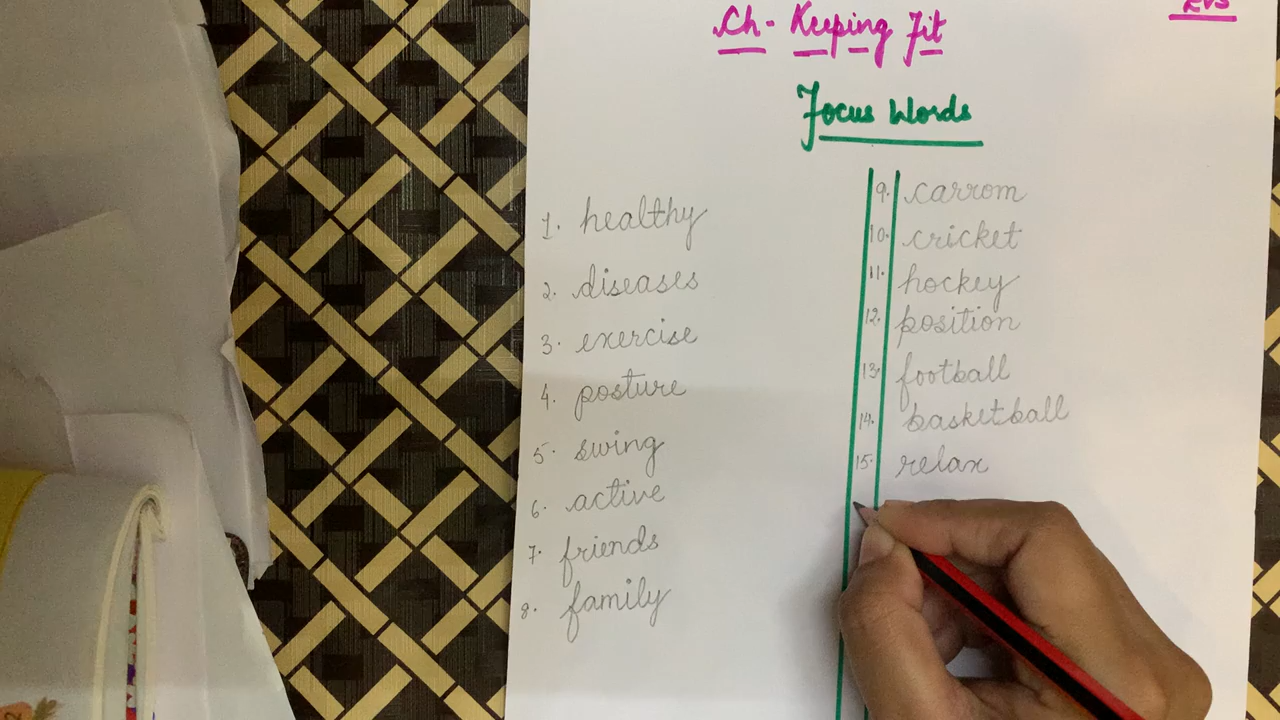 EVS
Ch- Keeping Fit
Focus Words
1. healthy
2. diseases
3. exercise
4. posture
5. swing
6. active
7. friends
8. family
9. carrom
10. cricket
11. hockey
12. position
13. football
14. basketball
15. relax